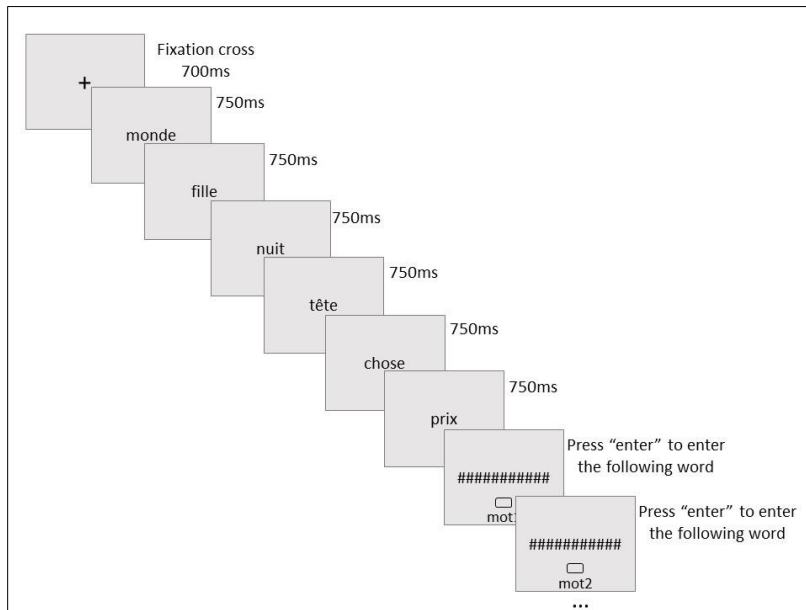 Fixation cross
700ms
+
750ms
monde
750ms
fille
750ms
nuit
750ms
tête
750ms
chose
750ms
prix
Press “enter” to enter
the following word
###########
mot1
Press “enter” to enter
the following word
###########
mot2
...